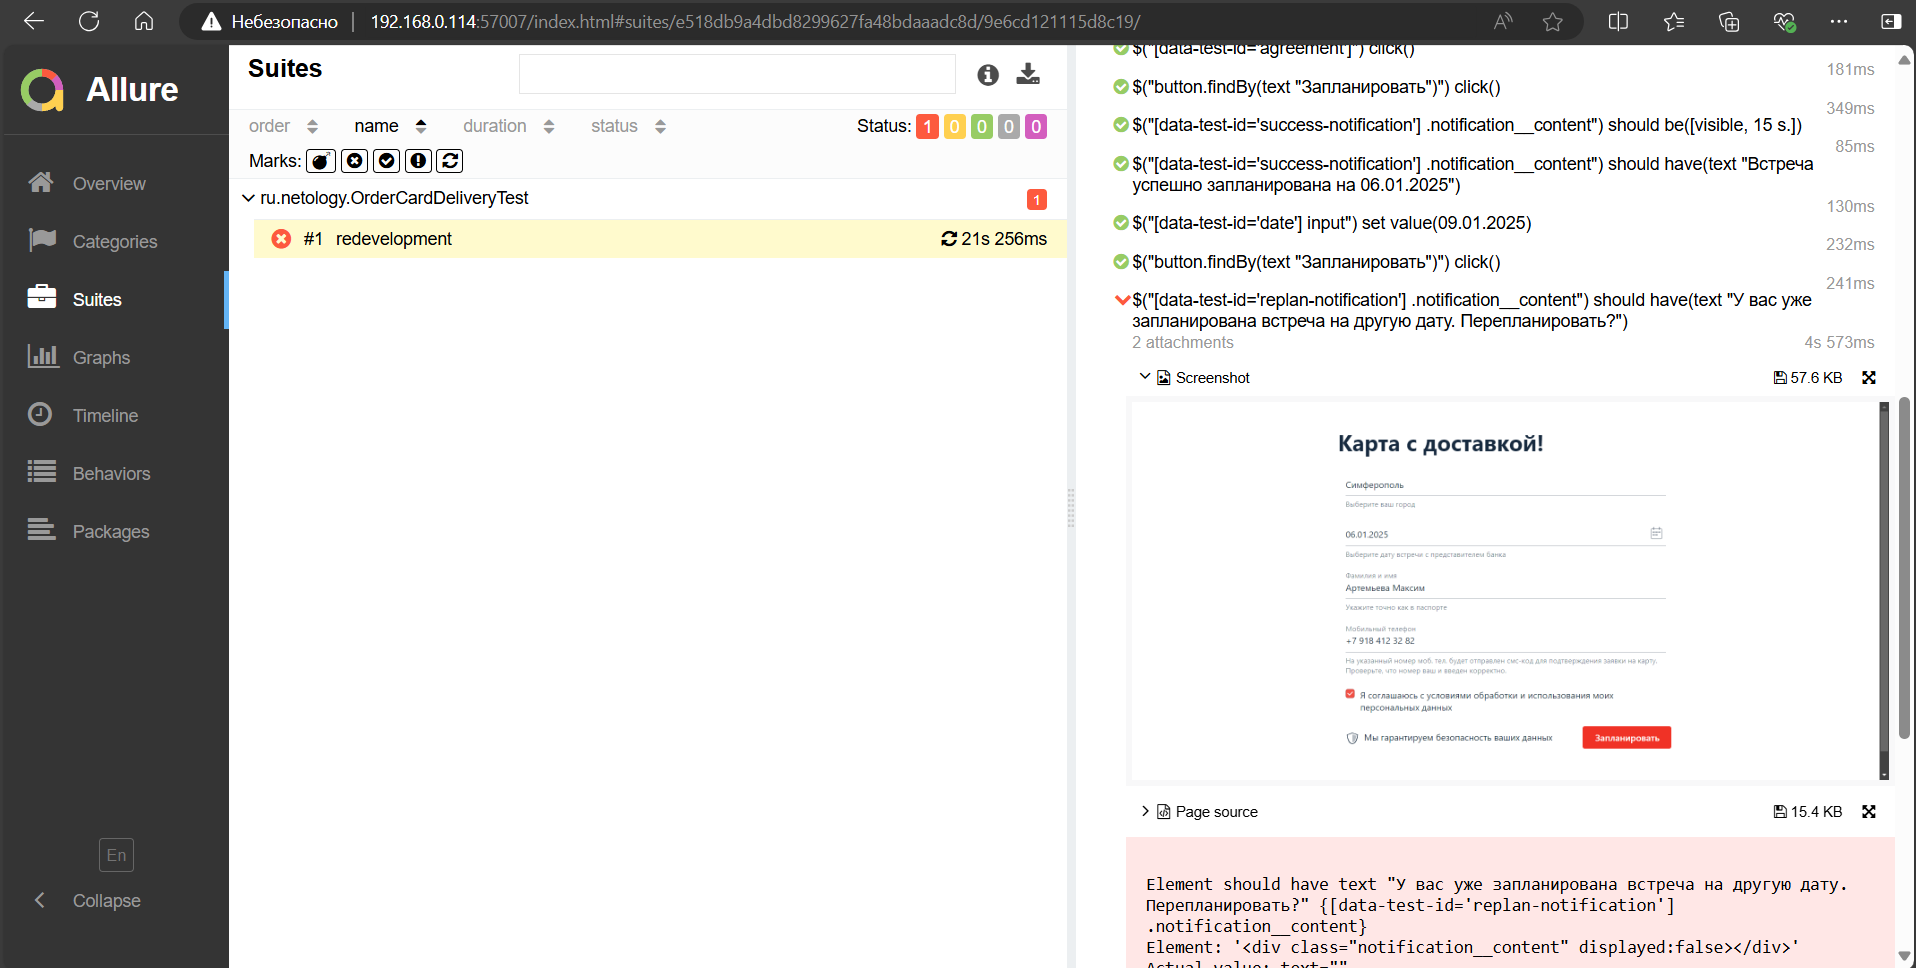 Небезопасно
192.168.0.114:57007/index.html#suites/e518db9a4dbd8299627fa48bdaaadc8d/9e6cd121115d8c19/
Allure
Overview
Categories
Suites
Graphs
Timeline
Behaviors
Packages
En
Collapse
Suites
order name duration status Status: 1 0 0 0 0
Marks:
ru.netology.OrderCardDeliveryTest 1
#1 redevelopment 21s 256ms
$("[data-test-id='agreement']") click()
181ms
$("button.findBy(text "Запланировать")") click()
349ms
$("[data-test-id='success-notification'] .notification__content") should be([visible, 15 s.])
85ms
$("[data-test-id='success-notification'] .notification__content") should have(text "Встреча
успешно запланирована на 06.01.2025")
130ms
$("[data-test-id='date'] input") set value(09.01.2025)
232ms
$("button.findBy(text "Запланировать")") click()
241ms
$("[data-test-id='replan-notification'] .notification__content") should have(text "У вас уже
запланирована встреча на другую дату. Перепланировать?")
2 attachments 4s 573ms
Screenshot 57.6 KB
Карта с доставкой!
Симферополь
Выберите ваш город
06.01.2025
Выберите дату встречи с представителем банка
Фамилия и имя
Артемьева Максим
Укажите точно как в паспорте
Мобильный телефон
+7 918 412 32 82
На указанный номер моб. тел. будет отправлен смс-код для подтверждения заявки на карту.
Проверьте, что номер ваш и введен корректно.
Я соглашаюсь с условиями обработки и использования моих
персональных данных
Мы гарантируем безопасность ваших данных Запланировать
Page source 15.4 KB
Element should have text "У вас уже запланирована встреча на другую дату.
Перепланировать?" {[data-test-id='replan-notification']
.notification__content}
Element: '<div class="notification__content" displayed:false></div>'
Actual value: text=""